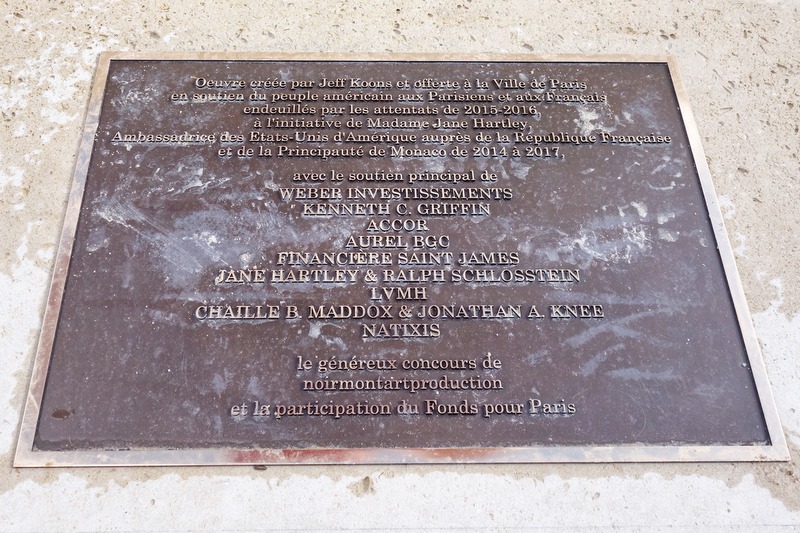 Oeuvre créée par Jeff Koons et offerte à la Ville de Paris
en soutien du peuple américain aux Parisiens et aux Français
endeuillés par les attentats de 2015-2016,
à l'initiative de Madame Jane Hartley,
Ambassadrice des Etats-Unis d'Amérique auprès de la République Française
et de la Principauté de Monaco de 2014 à 2017,
avec le soutien principal de
WEBER INVESTISSEMENTS
KENNETH C. GRIFFIN
ACCOR
AUREL BGC
FINANCIÈRE SAINT JAMES
JANE HARTLEY & RALPH SCHLOSSTEIN
LVMH
CHAILLE B. MADDOX & JONATHAN A. KNEE
NATIXIS
le généreux concours de
noirmontartproduction
et la participation du Fonds pour Paris